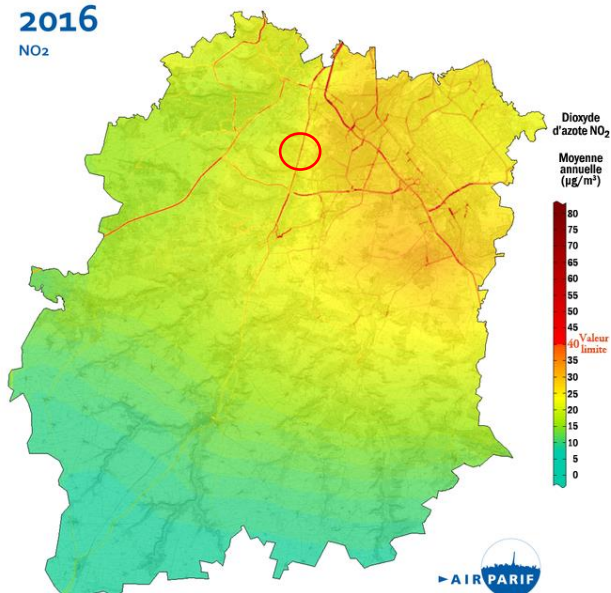 2016
NO2
Dioxyde
d'azote NO2
Moyenne
annuelle
(µg/m³)
80
75
70
65
60
55
50
45
40 Valeur
limite
35
30
25
20
15
10
5
0
AIRPARIF